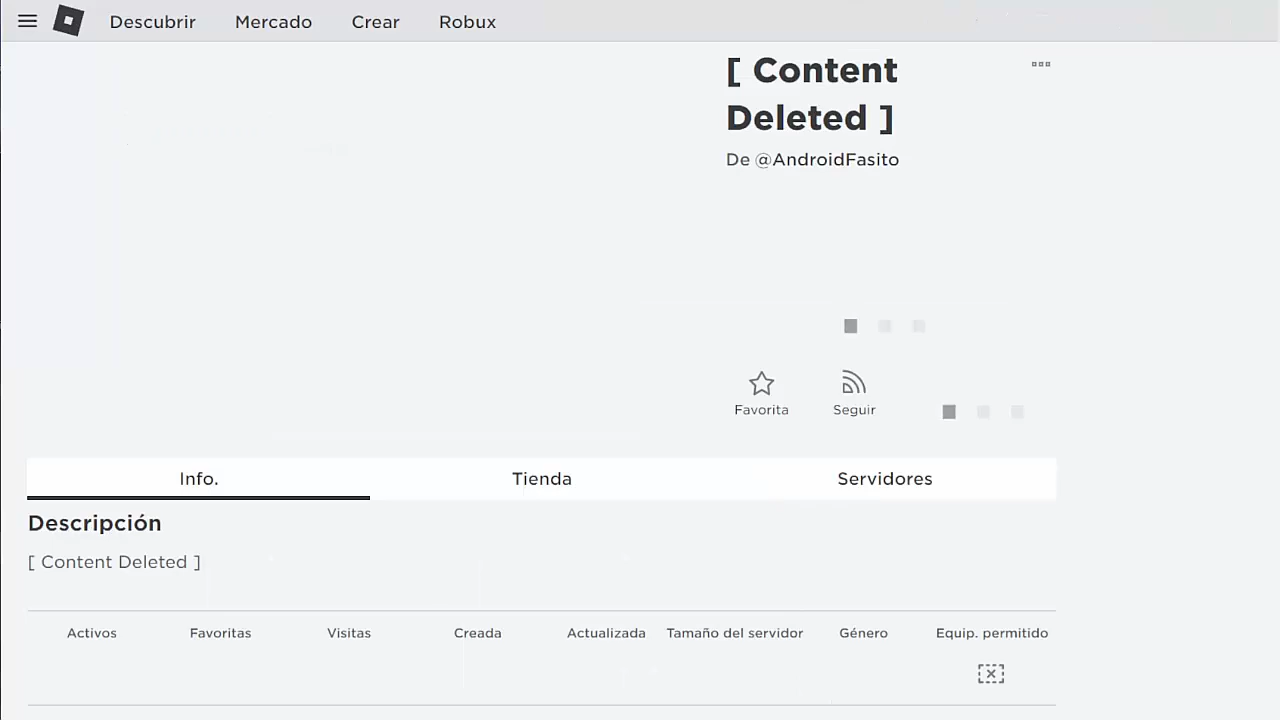 Descubrir Mercado Crear Robux
[ Content
Deleted ]
De @AndroidFasito
Favorita Seguir
Info. Tienda Servidores
Descripción
[ Content Deleted ]
Activos Favoritas Visitas Creada Actualizada Tamaño del servidor Género Equip. permitido